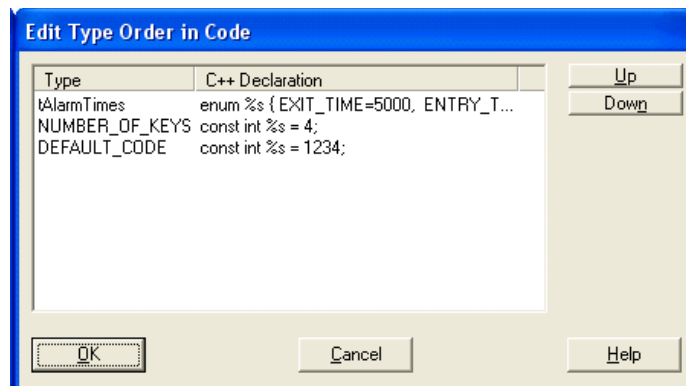 Edit Type Order in Code
Type C++ Declaration
tAlarmTimes enum %s { EXIT_TIME=5000, ENTRY_T...
NUMBER_OF_KEYS const int %s = 4;
DEFAULT_CODE const int %s = 1234;
Up
Down
OK Cancel Help